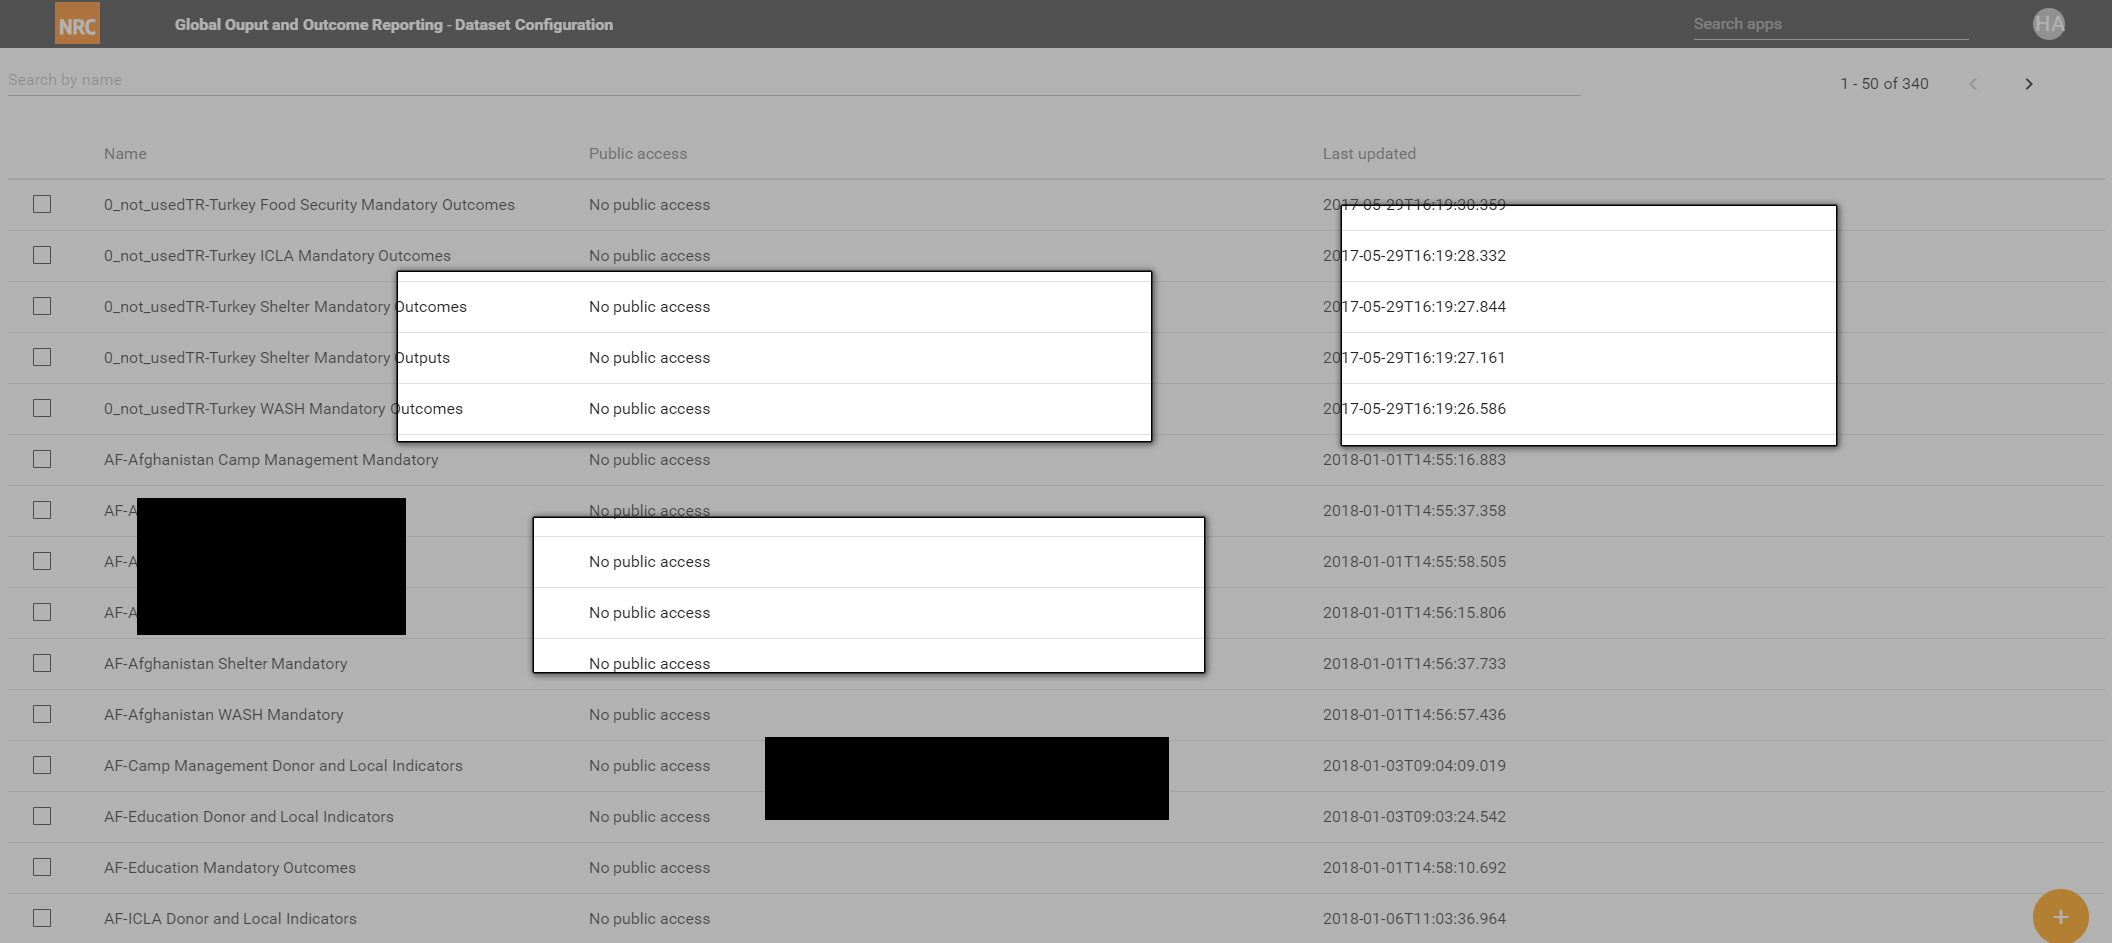 NRC Global Ouput and Outcome Reporting - Dataset Configuration Search apps HA
Search by name 1 - 50 of 340
Name Public access Last updated
0_not_usedTR-Turkey Food Security Mandatory Outcomes No public access 2017-05-29T16:19:30.359
0_not_usedTR-Turkey ICLA Mandatory Outcomes No public access 2017-05-29T16:19:28.332
0_not_usedTR-Turkey Shelter Mandatory Outcomes No public access 2017-05-29T16:19:27.844
0_not_usedTR-Turkey Shelter Mandatory Outputs No public access 2017-05-29T16:19:27.161
0_not_usedTR-Turkey WASH Mandatory Outcomes No public access 2017-05-29T16:19:26.586
AF-Afghanistan Camp Management Mandatory No public access 2018-01-01T14:55:16.883
AF-A No public access 2018-01-01T14:55:37.358
AF-A No public access 2018-01-01T14:55:58.505
AF-A No public access 2018-01-01T14:56:15.806
AF-Afghanistan Shelter Mandatory No public access 2018-01-01T14:56:37.733
AF-Afghanistan WASH Mandatory No public access 2018-01-01T14:56:57.436
AF-Camp Management Donor and Local Indicators No public access 2018-01-03T09:04:09.019
AF-Education Donor and Local Indicators No public access 2018-01-03T09:03:24.542
AF-Education Mandatory Outcomes No public access 2018-01-01T14:58:10.692
AF-ICLA Donor and Local Indicators No public access 2018-01-06T11:03:36.964